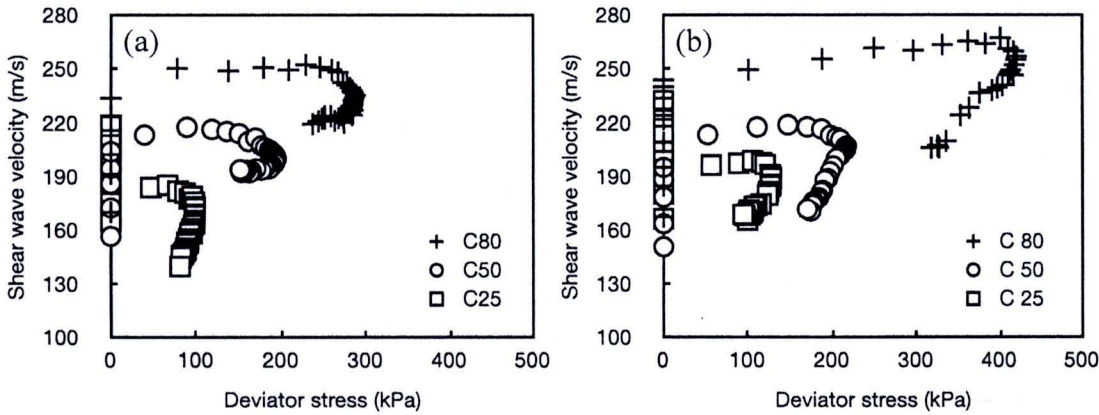 (a)
Shear wave velocity (m/s)
280
250
220
190
160
130
100
0 100 200 300 400 500
Deviator stress (kPa)
C80
C50
C25
(b)
Shear wave velocity (m/s)
280
250
220
190
160
130
100
0 100 200 300 400 500
Deviator stress (kPa)
C 80
C 50
C 25